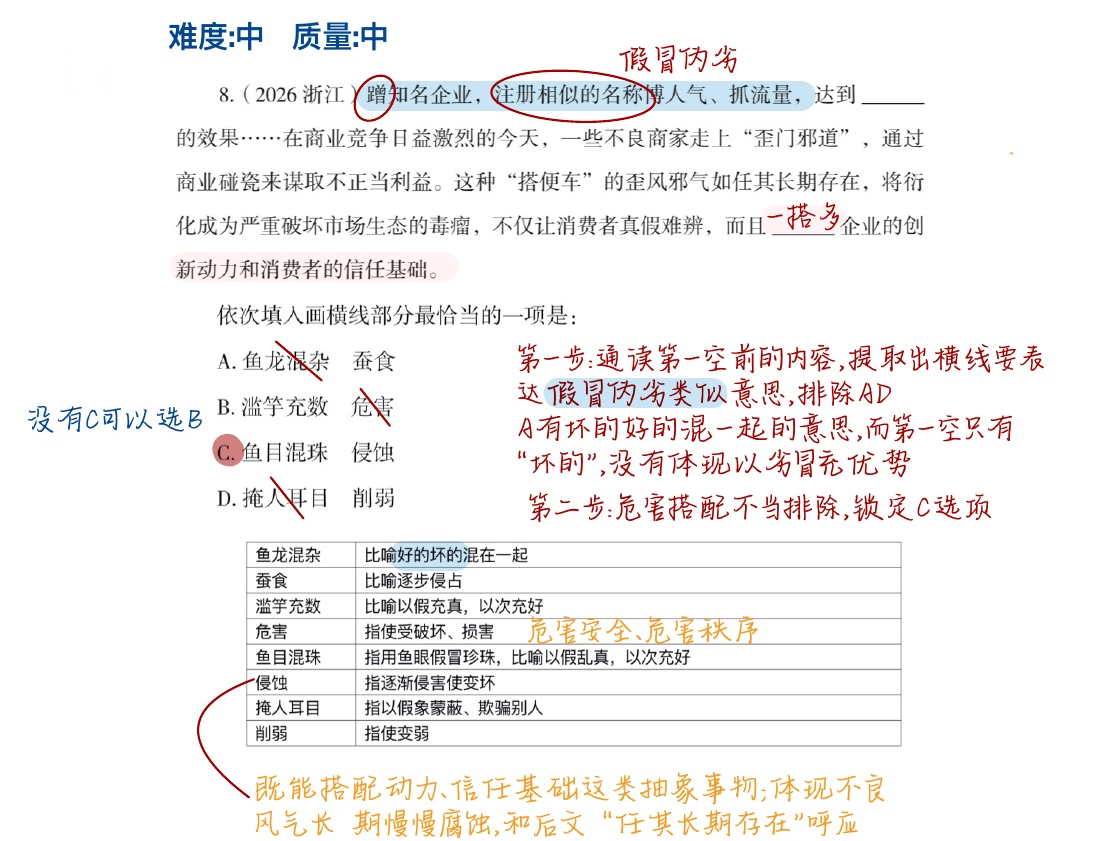 难度:中 质量:中
假冒伪劣
8.（2026 浙江）蹭知名企业，注册相似的名称博人气、抓流量，达到______
的效果……在商业竞争日益激烈的今天，一些不良商家走上“歪门邪道”，通过
商业碰瓷来谋取不正当利益。这种“搭便车”的歪风邪气如任其长期存在，将衍
一搭多
化成为严重破坏市场生态的毒瘤，不仅让消费者真假难辨，而且______企业的创
新动力和消费者的信任基础。
依次填入画横线部分最恰当的一项是：
A. 鱼龙混杂 蚕食
B. 滥竽充数 危害
C. 鱼目混珠 侵蚀
D. 掩人耳目 削弱
没有C可以选B
第一步:通读第一空前的内容,提取出横线要表
达假冒伪劣类似意思,排除AD
A有坏的好的混一起的意思,而第一空只有
“坏的”,没有体现以劣冒充优势
第二步:危害搭配不当排除,锁定C选项
鱼龙混杂 比喻好的坏的混在一起
蚕食 比喻逐步侵占
滥竽充数 比喻以假充真，以次充好
危害 指使受破坏、损害 危害安全、危害秩序
鱼目混珠 指用鱼眼假冒珍珠，比喻以假乱真，以次充好
侵蚀 指逐渐侵害使变坏
掩人耳目 指以假象蒙蔽、欺骗别人
削弱 指使变弱
既能搭配动力、信任基础这类抽象事物;体现不良
风气长 期慢慢腐蚀,和后文“任其长期存在”呼应